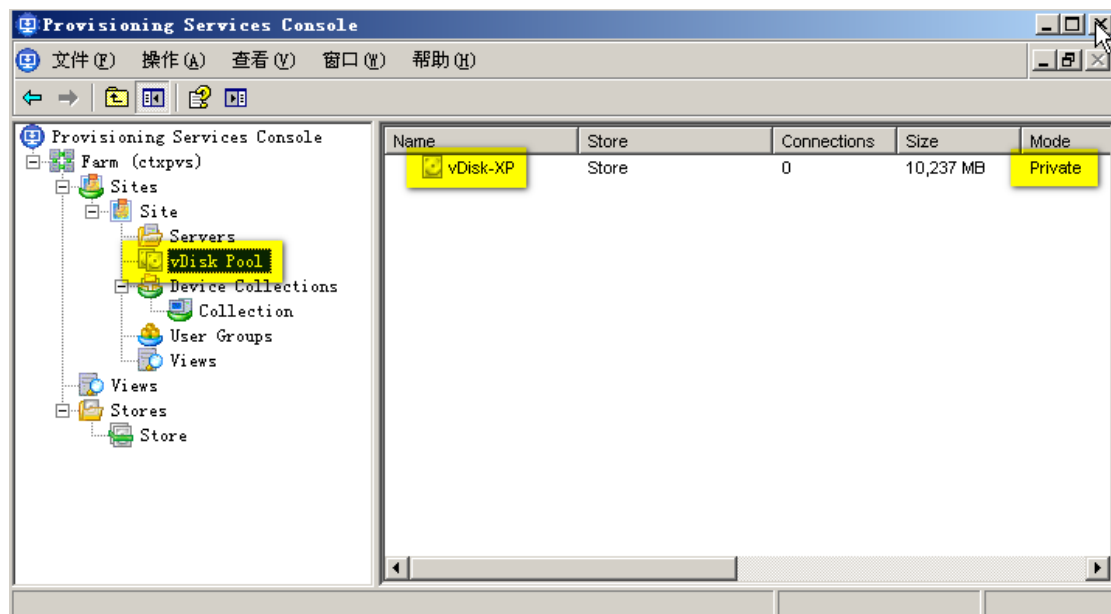 Provisioning Services Console
文件(F) 操作(A) 查看(V) 窗口(W) 帮助(H)
Provisioning Services Console
Farm (ctxpvs)
Sites
Site
Servers
vDisk Pool
Device Collections
Collection
User Groups
Views
Views
Stores
Store
Name Store Connections Size Mode
vDisk-XP Store 0 10,237 MB Private